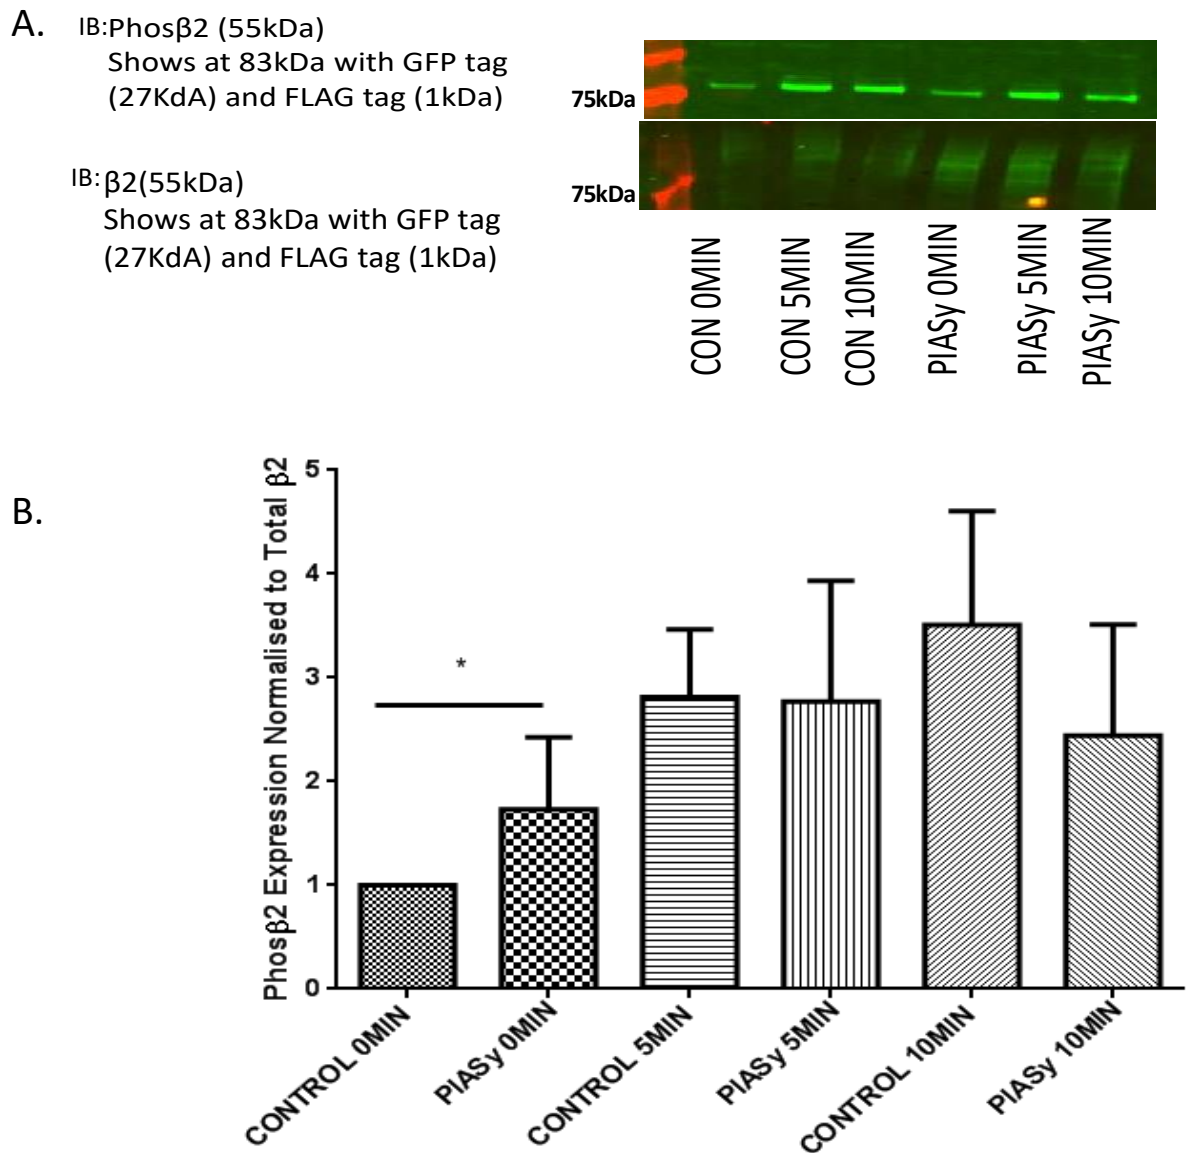 A.
IB:Phosβ2 (55kDa)
Shows at 83kDa with GFP tag
(27KdA) and FLAG tag (1kDa)
75kDa
IB:β2(55kDa)
Shows at 83kDa with GFP tag
(27KdA) and FLAG tag (1kDa)
75kDa
CON 0MIN
CON 5MIN
CON 10MIN
PIASy 0MIN
PIASy 5MIN
PIASy 10MIN
B.
Phosβ2 Expression Normalised to Total β2
5
4
3
2
1
0
*
CONTROL 0MIN
PIASy 0MIN
CONTROL 5MIN
PIASy 5MIN
CONTROL 10MIN
PIASy 10MIN